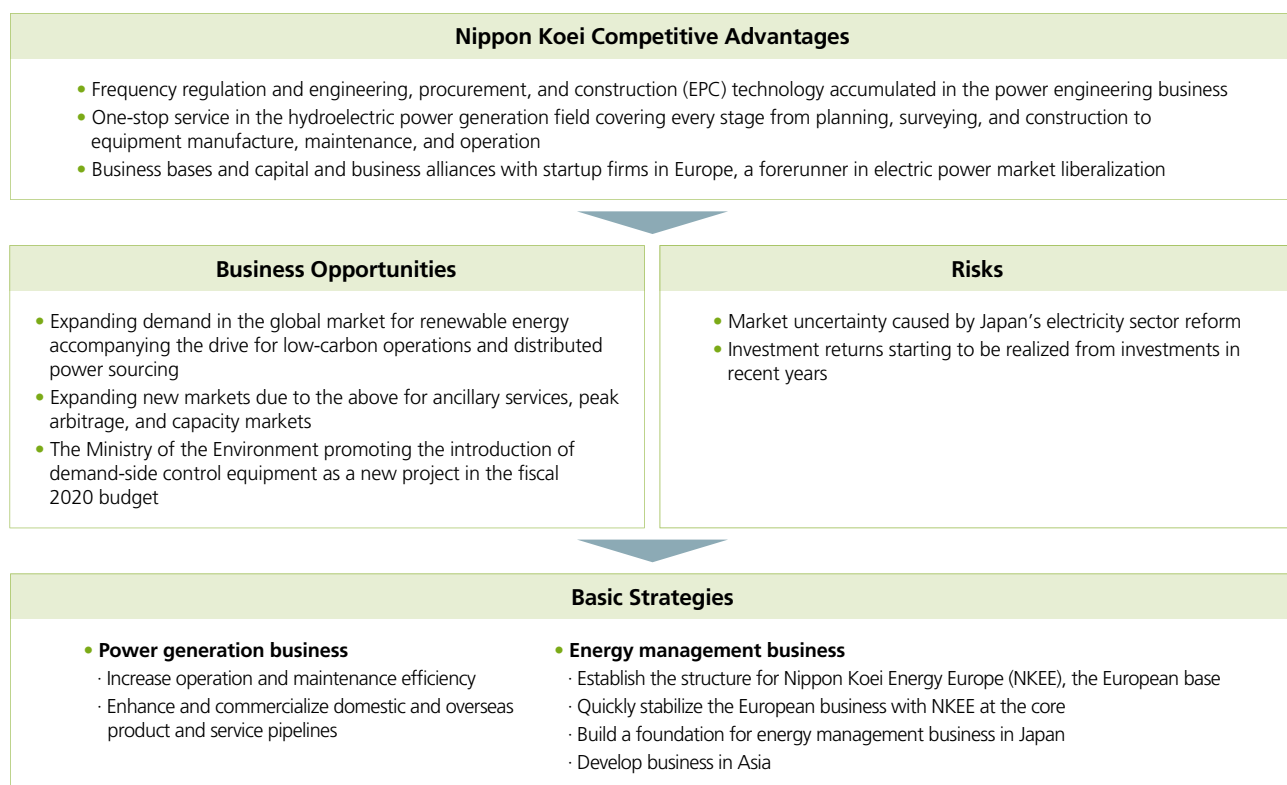 Nippon Koei Competitive Advantages
• Frequency regulation and engineering, procurement, and construction (EPC) technology accumulated in the power engineering business
• One-stop service in the hydroelectric power generation field covering every stage from planning, surveying, and construction to
equipment manufacture, maintenance, and operation
• Business bases and capital and business alliances with startup firms in Europe, a forerunner in electric power market liberalization
Business Opportunities
• Expanding demand in the global market for renewable energy
accompanying the drive for low-carbon operations and distributed
power sourcing
• Expanding new markets due to the above for ancillary services, peak
arbitrage, and capacity markets
• The Ministry of the Environment promoting the introduction of
demand-side control equipment as a new project in the fiscal
2020 budget
Risks
• Market uncertainty caused by Japan's electricity sector reform
• Investment returns starting to be realized from investments in
recent years
Basic Strategies
• Power generation business
· Increase operation and maintenance efficiency
· Enhance and commercialize domestic and overseas
product and service pipelines
• Energy management business
· Establish the structure for Nippon Koei Energy Europe (NKEE), the European base
· Quickly stabilize the European business with NKEE at the core
· Build a foundation for energy management business in Japan
· Develop business in Asia